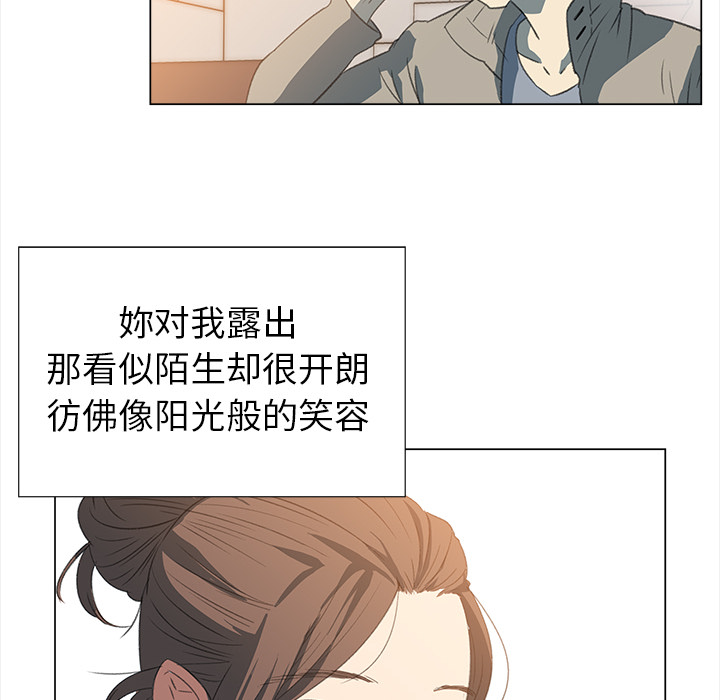 妳对我露出
那看似陌生却很开朗
彷佛像阳光般的笑容